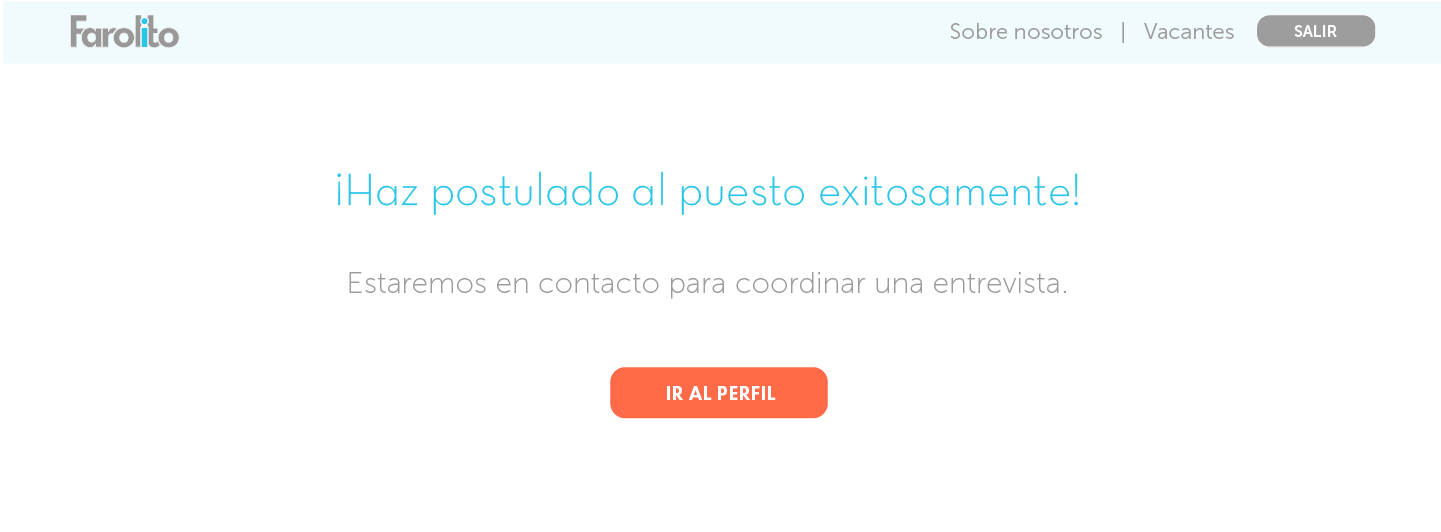 Farolito
Sobre nosotros | Vacantes SALIR
¡Haz postulado al puesto exitosamente!
Estaremos en contacto para coordinar una entrevista.
IR AL PERFIL